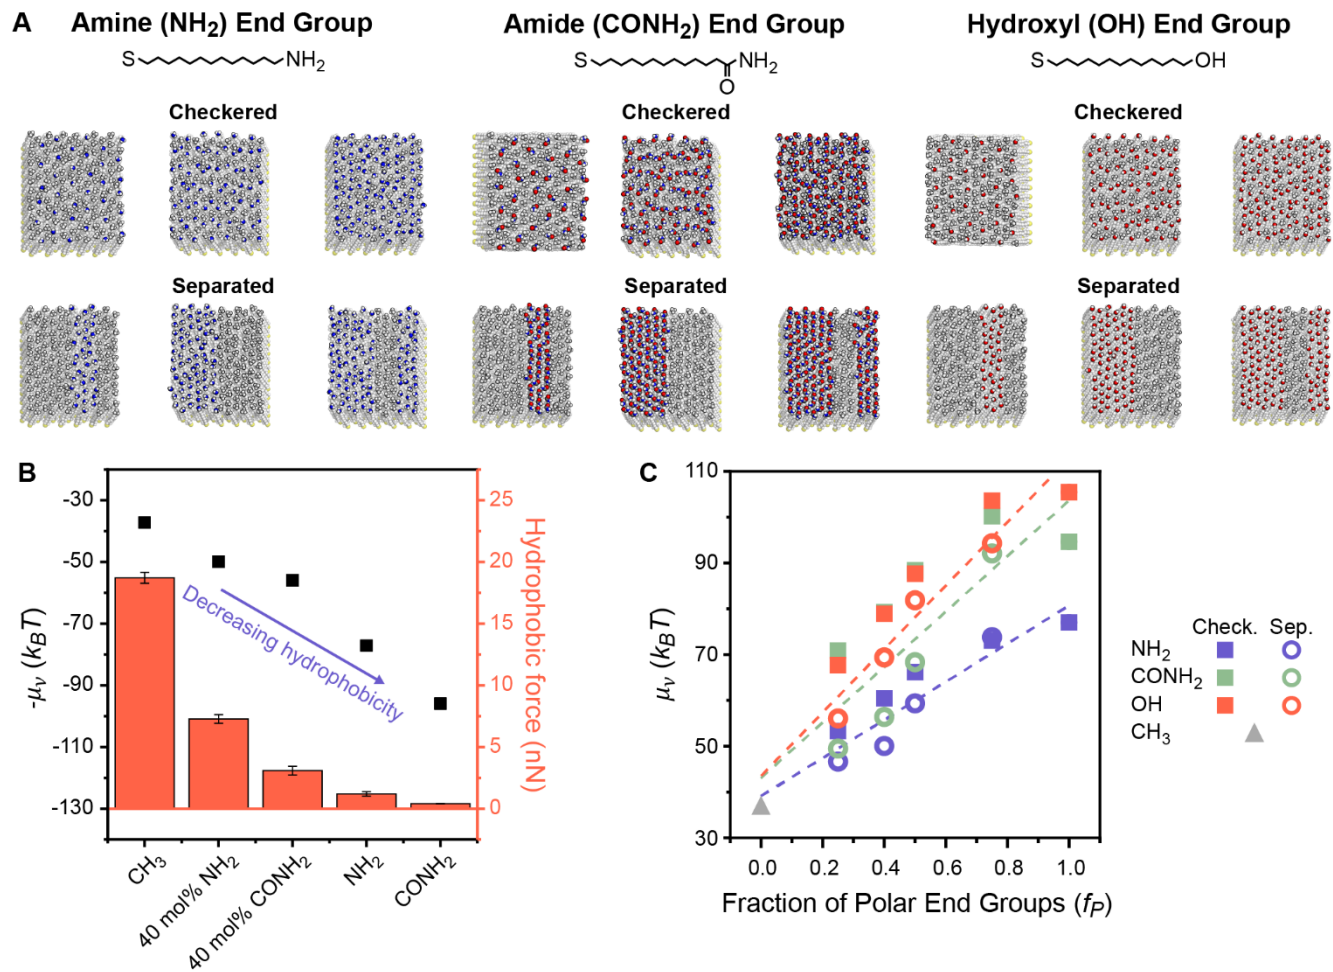 A Amine (NH2) End Group Amide (CONH2) End Group Hydroxyl (OH) End Group
S NH2 S NH2 S OH
O
Checkered Checkered Checkered
Separated Separated Separated
B
-μv (kBT)
-30
-50
-70
-90
-110
-130
Decreasing hydrophobicity
25
20
15
10
5
0
Hydrophobic force (nN)
CH3 40 mol% NH2 40 mol% CONH2 NH2 CONH2
C
μv (kBT)
110
90
70
50
30
0.0 0.2 0.4 0.6 0.8 1.0
Fraction of Polar End Groups (fP)
Check. Sep.
NH2
CONH2
OH
CH3